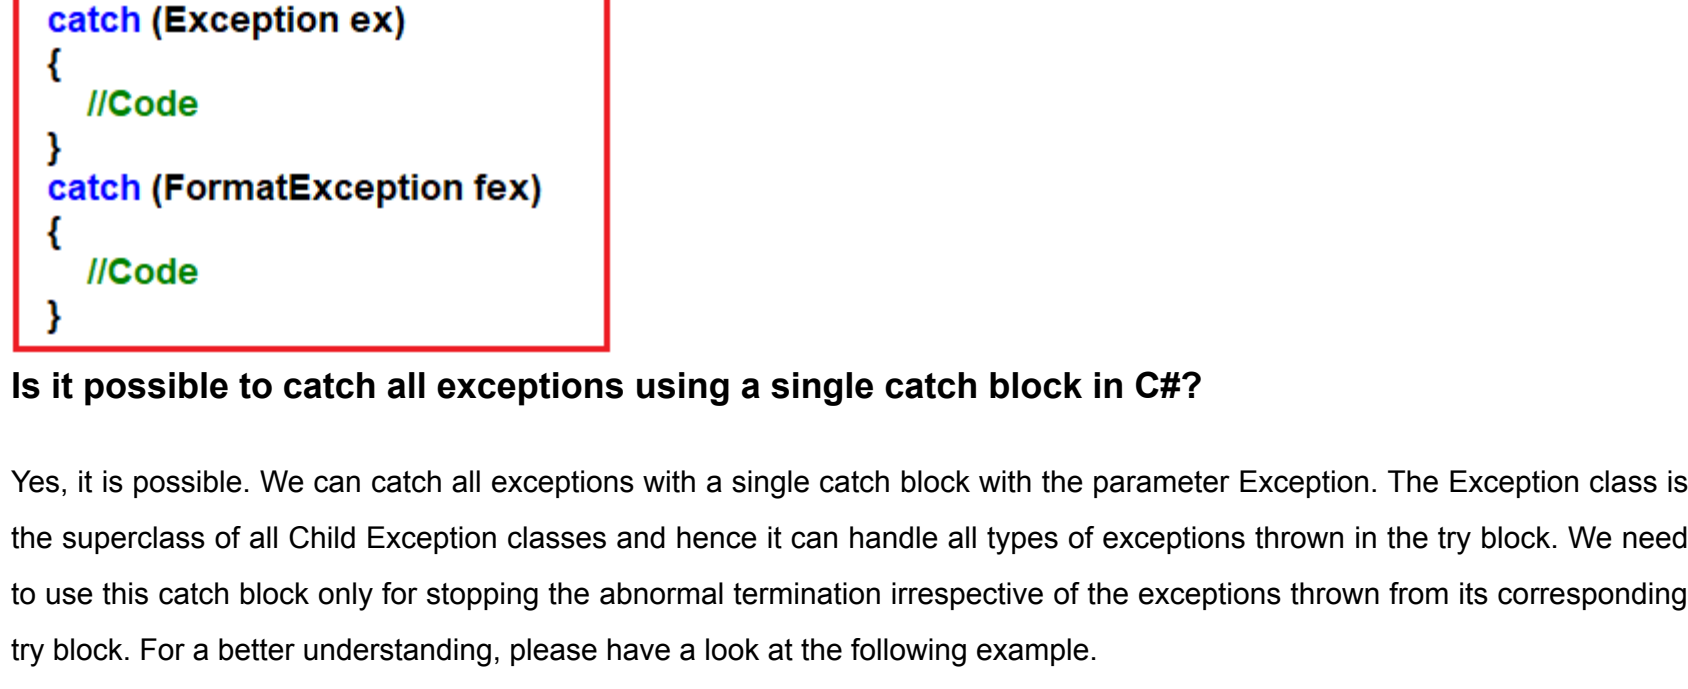 catch (Exception ex)
{
//Code
}
catch (FormatException fex)
{
//Code
}
Is it possible to catch all exceptions using a single catch block in C#?
Yes, it is possible. We can catch all exceptions with a single catch block with the parameter Exception. The Exception class is
the superclass of all Child Exception classes and hence it can handle all types of exceptions thrown in the try block. We need
to use this catch block only for stopping the abnormal termination irrespective of the exceptions thrown from its corresponding
try block. For a better understanding, please have a look at the following example.